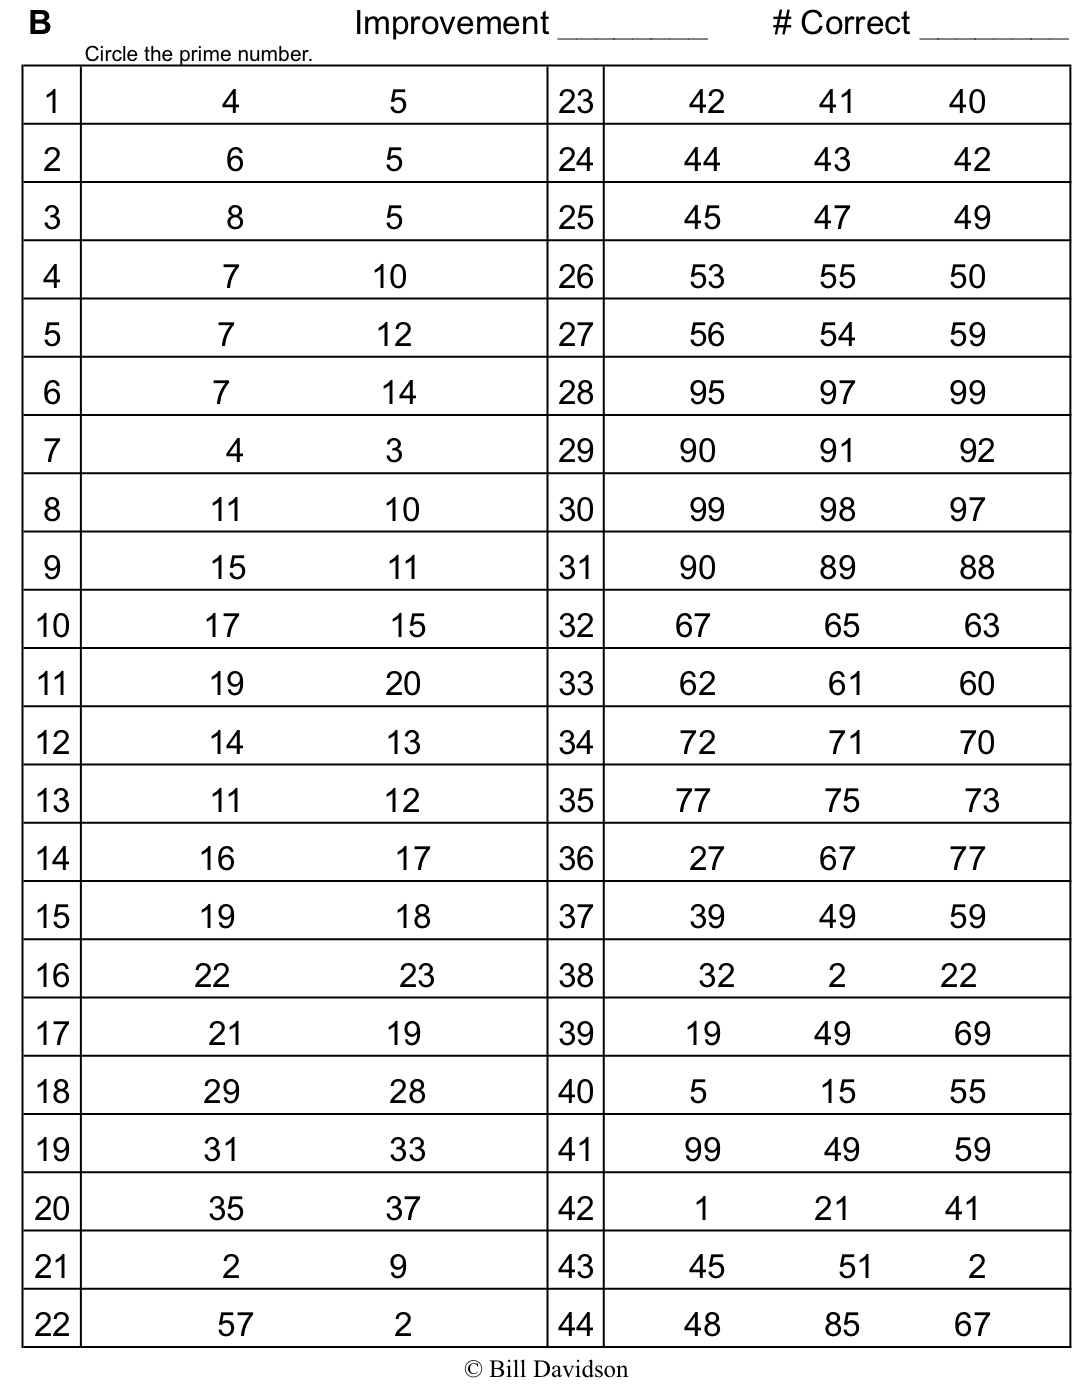 B Improvement ________ # Correct ________
Circle the prime number.
1 4 5 23 42 41 40
2 6 5 24 44 43 42
3 8 5 25 45 47 49
4 7 10 26 53 55 50
5 7 12 27 56 54 59
6 7 14 28 95 97 99
7 4 3 29 90 91 92
8 11 10 30 99 98 97
9 15 11 31 90 89 88
10 17 15 32 67 65 63
11 19 20 33 62 61 60
12 14 13 34 72 71 70
13 11 12 35 77 75 73
14 16 17 36 27 67 77
15 19 18 37 39 49 59
16 22 23 38 32 2 22
17 21 19 39 19 49 69
18 29 28 40 5 15 55
19 31 33 41 99 49 59
20 35 37 42 1 21 41
21 2 9 43 45 51 2
22 57 2 44 48 85 67
© Bill Davidson